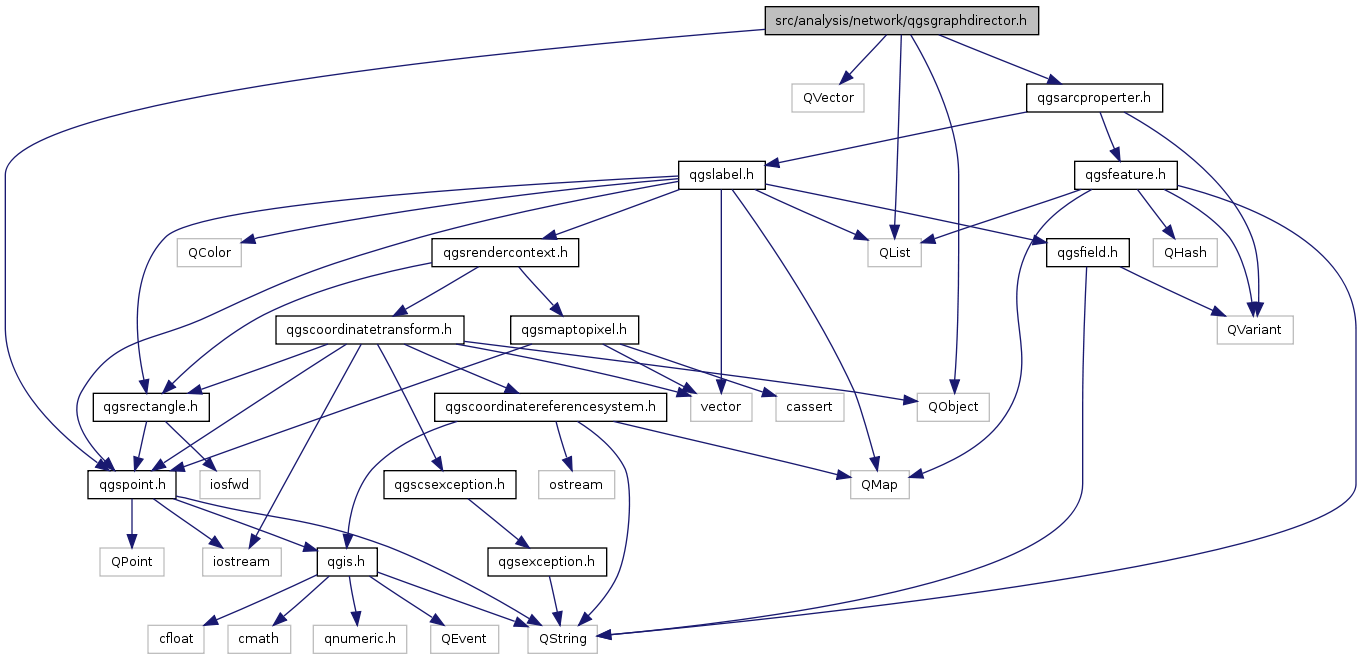 src/analysis/network/qgsgraphdirector.h
QVector
qgsarcproperter.h
qgslabel.h
qgsfeature.h
QColor
qgsrendercontext.h
QList
qgsfield.h
QHash
qgscoordinatetransform.h
qgsmaptopixel.h
QVariant
qgsrectangle.h
qgscoordinatereferencesystem.h
vector
cassert
QObject
qgspoint.h
iosfwd
qgscsexception.h
ostream
QMap
QPoint
iostream
qgis.h
qgsexception.h
cfloat
cmath
qnumeric.h
QEvent
QString